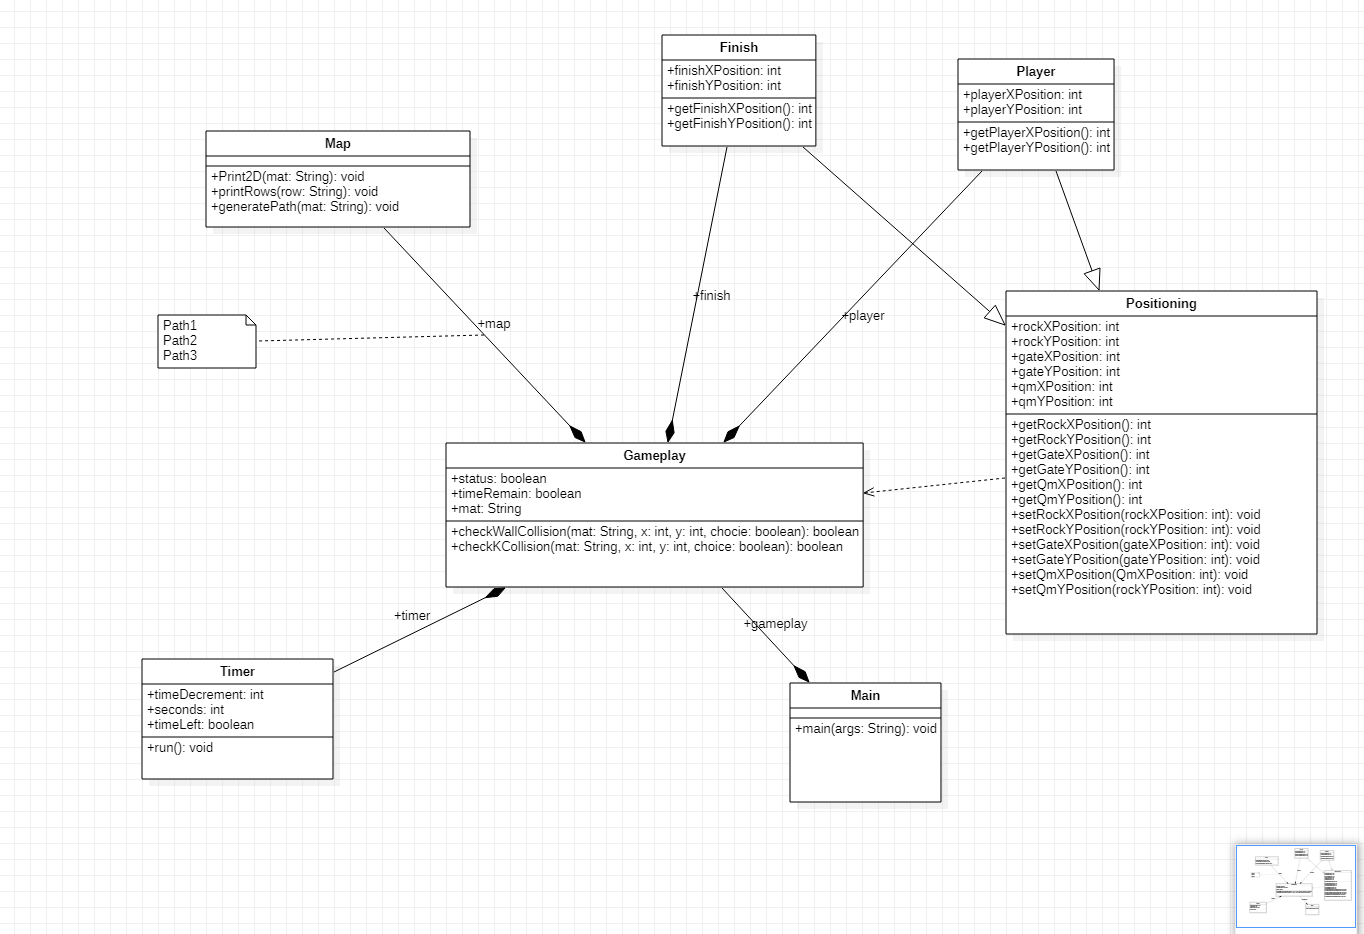 Finish
+finishXPosition: int
+finishYPosition: int
+getFinishXPosition(): int
+getFinishYPosition(): int
Player
+playerXPosition: int
+playerYPosition: int
+getPlayerXPosition(): int
+getPlayerYPosition(): int
Map
+Print2D(mat: String): void
+printRows(row: String): void
+generatePath(mat: String): void
+finish
+player
+map
Path1
Path2
Path3
Positioning
+rockXPosition: int
+rockYPosition: int
+gateXPosition: int
+gateYPosition: int
+qmXPosition: int
+qmYPosition: int
+getRockXPosition(): int
+getRockYPosition(): int
+getGateXPosition(): int
+getGateYPosition(): int
+getQmXPosition(): int
+getQmYPosition(): int
+setRockXPosition(rockXPosition: int): void
+setRockYPosition(rockYPosition: int): void
+setGateXPosition(gateXPosition: int): void
+setGateYPosition(gateYPosition: int): void
+setQmXPosition(QmXPosition: int): void
+setQmYPosition(rockYPosition: int): void
Gameplay
+status: boolean
+timeRemain: boolean
+mat: String
+checkWallCollision(mat: String, x: int, y: int, chocie: boolean): boolean
+checkKCollision(mat: String, x: int, y: int, choice: boolean): boolean
+timer
+gameplay
Timer
+timeDecrement: int
+seconds: int
+timeLeft: boolean
+run(): void
Main
+main(args: String): void